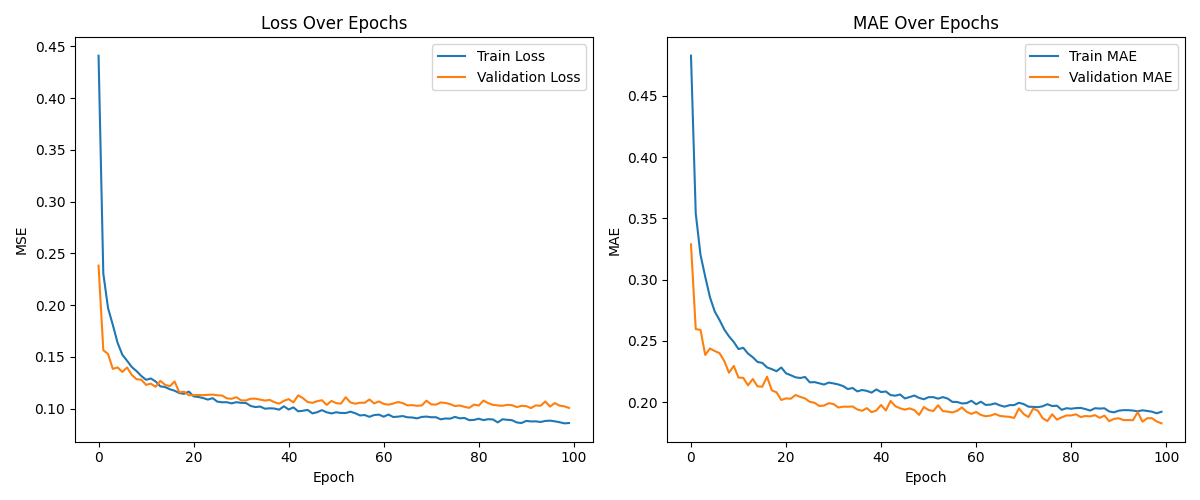 Loss Over Epochs
0.45
0.40
0.35
0.30
0.25
0.20
0.15
0.10
MSE
0
20
40
60
80
100
Epoch
Train Loss
Validation Loss
MAE Over Epochs
0.45
0.40
0.35
0.30
0.25
0.20
MAE
0
20
40
60
80
100
Epoch
Train MAE
Validation MAE